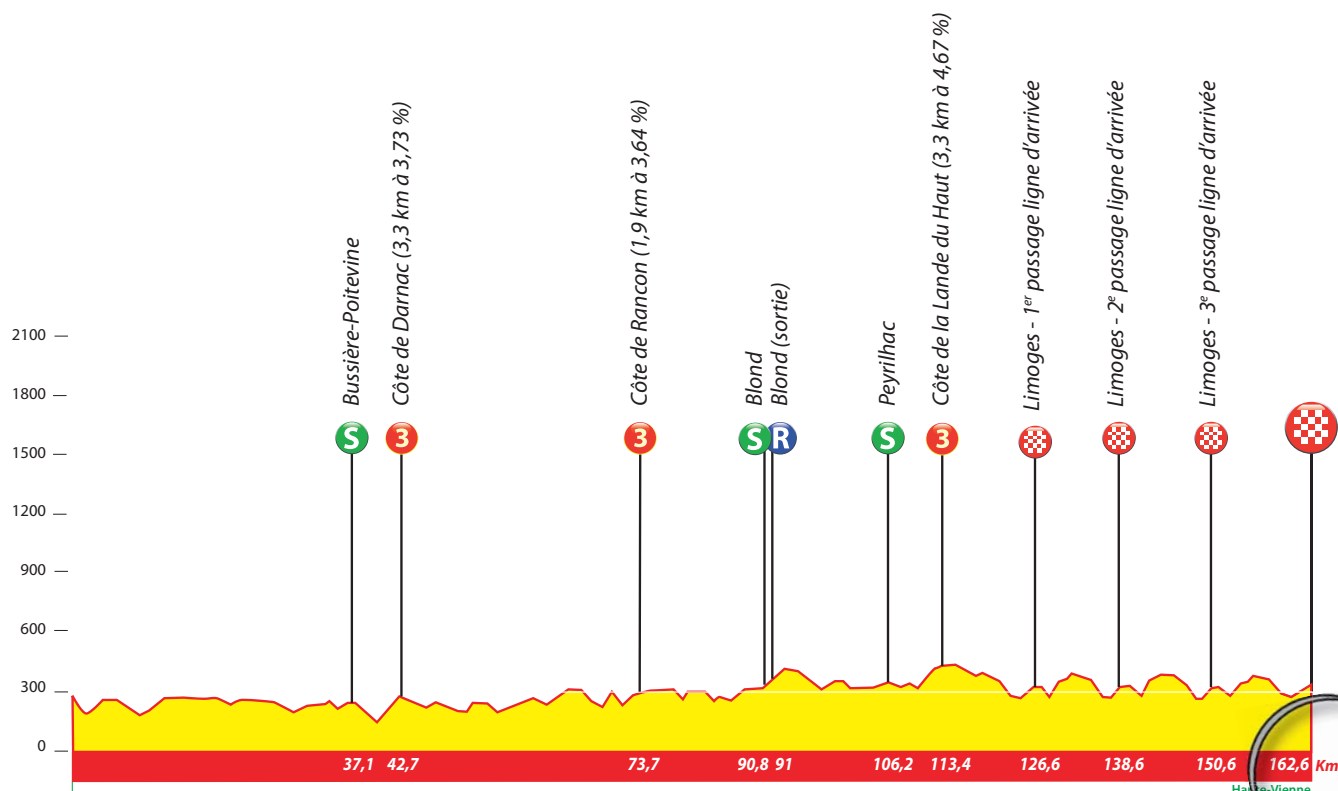 Bussière-Poitevine
Côte de Darnac (3,3 km à 3,73 %)
Côte de Rancon (1,9 km à 3,64 %)
Blond
Blond (sortie)
Peyrilhac
Côte de la Lande du Haut (3,3 km à 4,67 %)
Limoges - 1er passage ligne d'arrivée
Limoges - 2e passage ligne d'arrivée
Limoges - 3e passage ligne d'arrivée
S
3
3
S
R
S
3
2100
1800
1500
1200
900
600
300
0
37,1 42,7 73,7 90,8 91 106,2 113,4 126,6 138,6 150,6 162,6 Km
Haute-Vienne